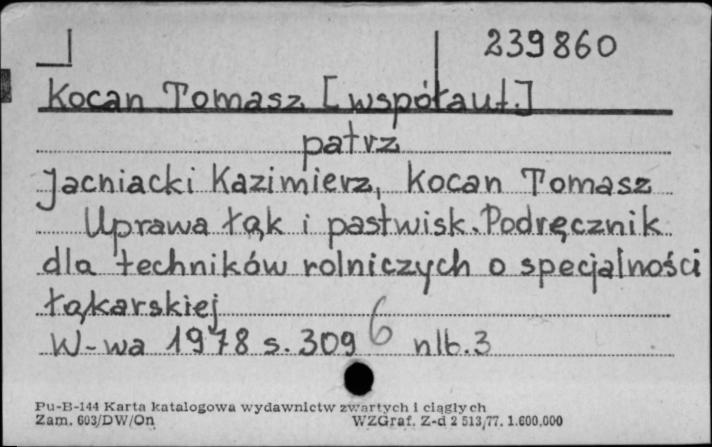 239860
Kocan Tomasz [współaut.]
patrz
Jacniacki Kazimierz, Kocan Tomasz
Uprawa łąk i pastwisk. Podręcznik
dla techników rolniczych o specjalności
łąkarskiej
W-wa 1978 s. 309 6 nlb. 3
Pu-B-144 Karta katalogowa wydawnictw zwartych i ciągłych
Zam. 603/DW/On WZGraf. Z-d 2 513/77. 1.600.000